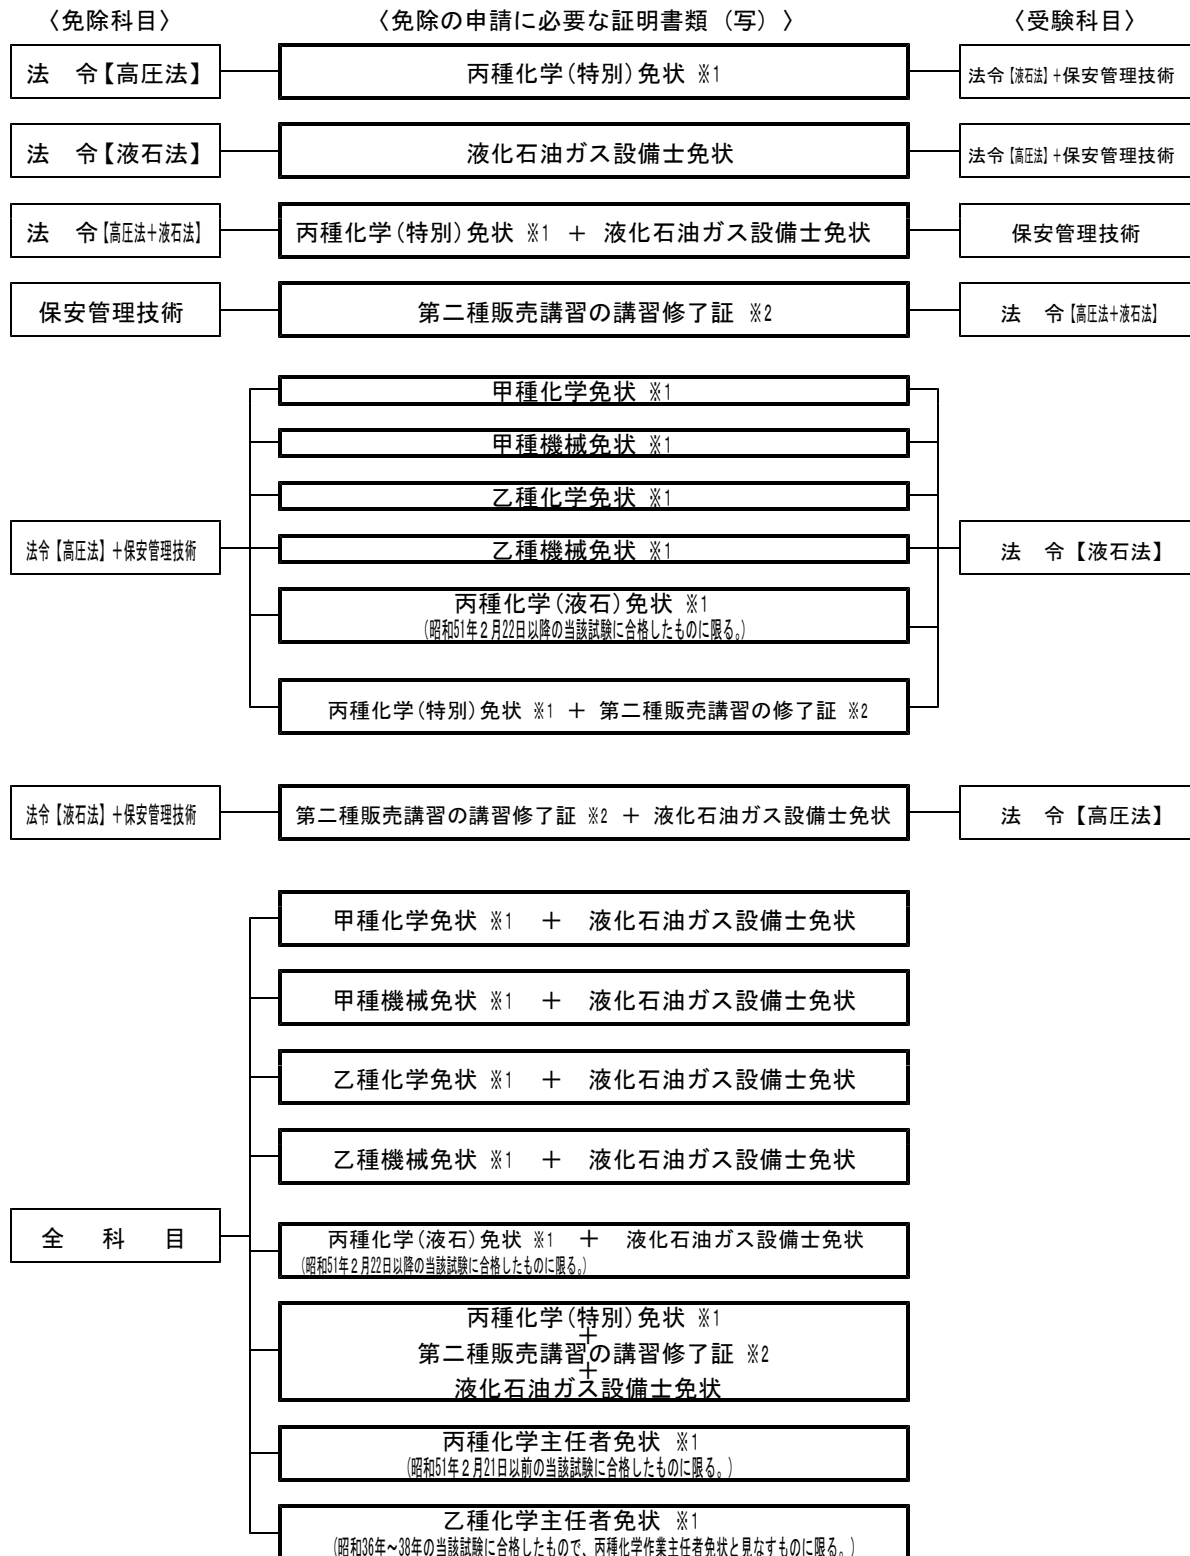 〈免除科目〉 〈免除の申請に必要な証明書類（写）〉 〈受験科目〉
法　令【高圧法】 丙種化学(特別)免状 ※1 法令【液石法】+保安管理技術
法　令【液石法】 液化石油ガス設備士免状 法令【高圧法】+保安管理技術
法　令【高圧法＋液石法】 丙種化学(特別)免状 ※1 ＋ 液化石油ガス設備士免状 保安管理技術
保安管理技術 第二種販売講習の講習修了証 ※2 法　令【高圧法＋液石法】
甲種化学免状 ※1
甲種機械免状 ※1
乙種化学免状 ※1
法令【高圧法】＋保安管理技術 乙種機械免状 ※1 法　令【液石法】
丙種化学(液石)免状 ※1
(昭和51年２月22日以降の当該試験に合格したものに限る。)
丙種化学(特別)免状 ※1 ＋ 第二種販売講習の修了証 ※2
法令【液石法】＋保安管理技術 第二種販売講習の講習修了証 ※2 ＋ 液化石油ガス設備士免状 法　令【高圧法】
甲種化学免状 ※1　＋　液化石油ガス設備士免状
甲種機械免状 ※1　＋　液化石油ガス設備士免状
乙種化学免状 ※1　＋　液化石油ガス設備士免状
乙種機械免状 ※1　＋　液化石油ガス設備士免状
全　科　目 丙種化学(液石)免状 ※1　＋　液化石油ガス設備士免状
(昭和51年２月22日以降の当該試験に合格したものに限る。)
丙種化学(特別)免状 ※1
＋
第二種販売講習の講習修了証 ※2
＋
液化石油ガス設備士免状
丙種化学主任者免状 ※1
(昭和51年２月21日以前の当該試験に合格したものに限る。)
乙種化学主任者免状 ※1
(昭和36年～38年の当該試験に合格したもので、丙種化学作業主任者免状と見なすものに限る。)